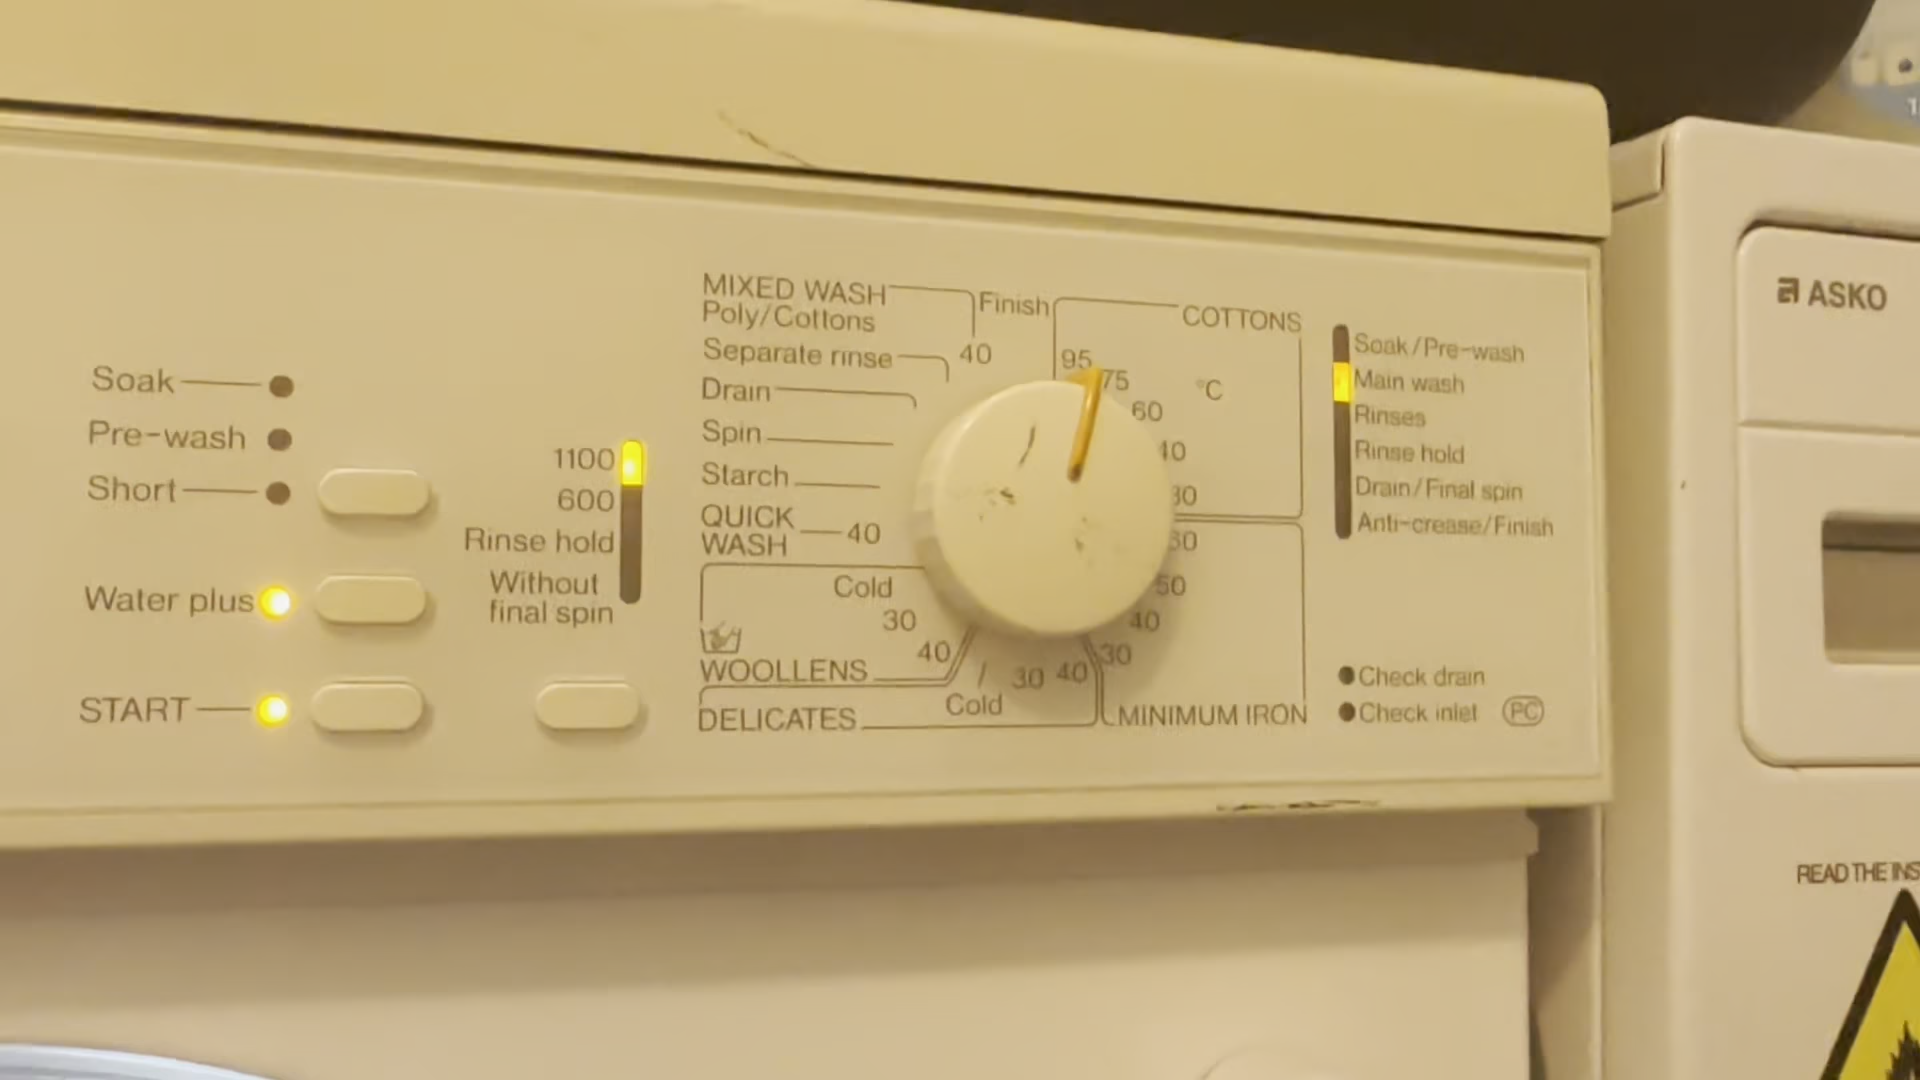 Soak
Pre-wash
Short
Water plus
START
1100
600
Rinse hold
Without
final spin
MIXED WASH
Poly/Cottons
Separate rinse
Drain
Spin
Starch
QUICK
WASH
40
Cold
30
40
WOOLLENS
DELICATES
40
Finish
COTTONS
95
75
60
40
30
°C
50
40
30
MINIMUM IRON
40
30
Cold
Soak/Pre-wash
Main wash
Rinses
Rinse hold
Drain/Final spin
Anti-crease/Finish
Check drain
Check inlet
PC
ASKO
READ THE INS